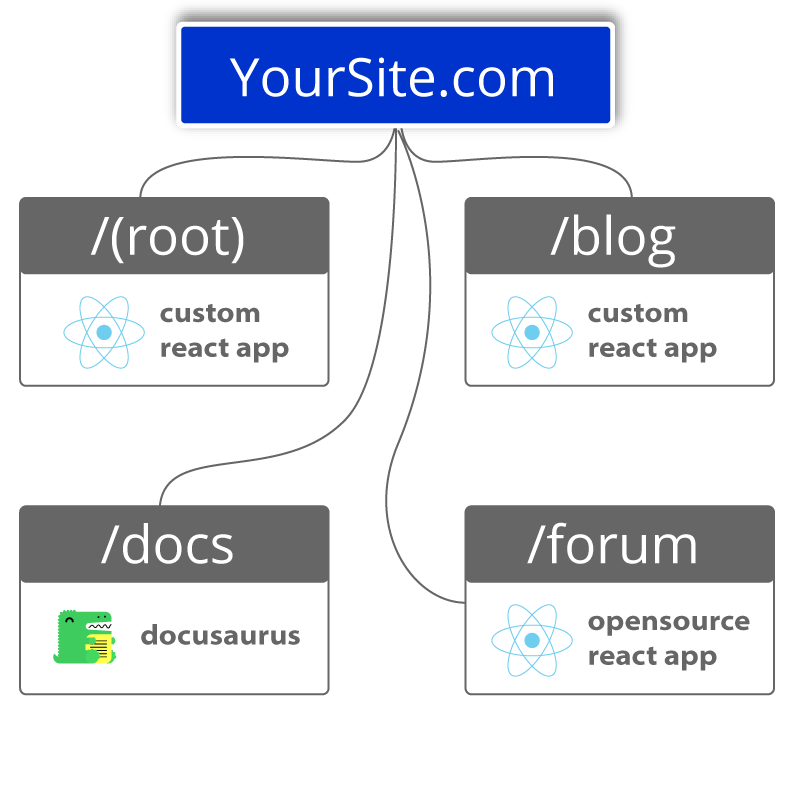 YourSite.com
/(root)
custom
react app
/blog
custom
react app
/docs
docusaurus
/forum
opensource
react app